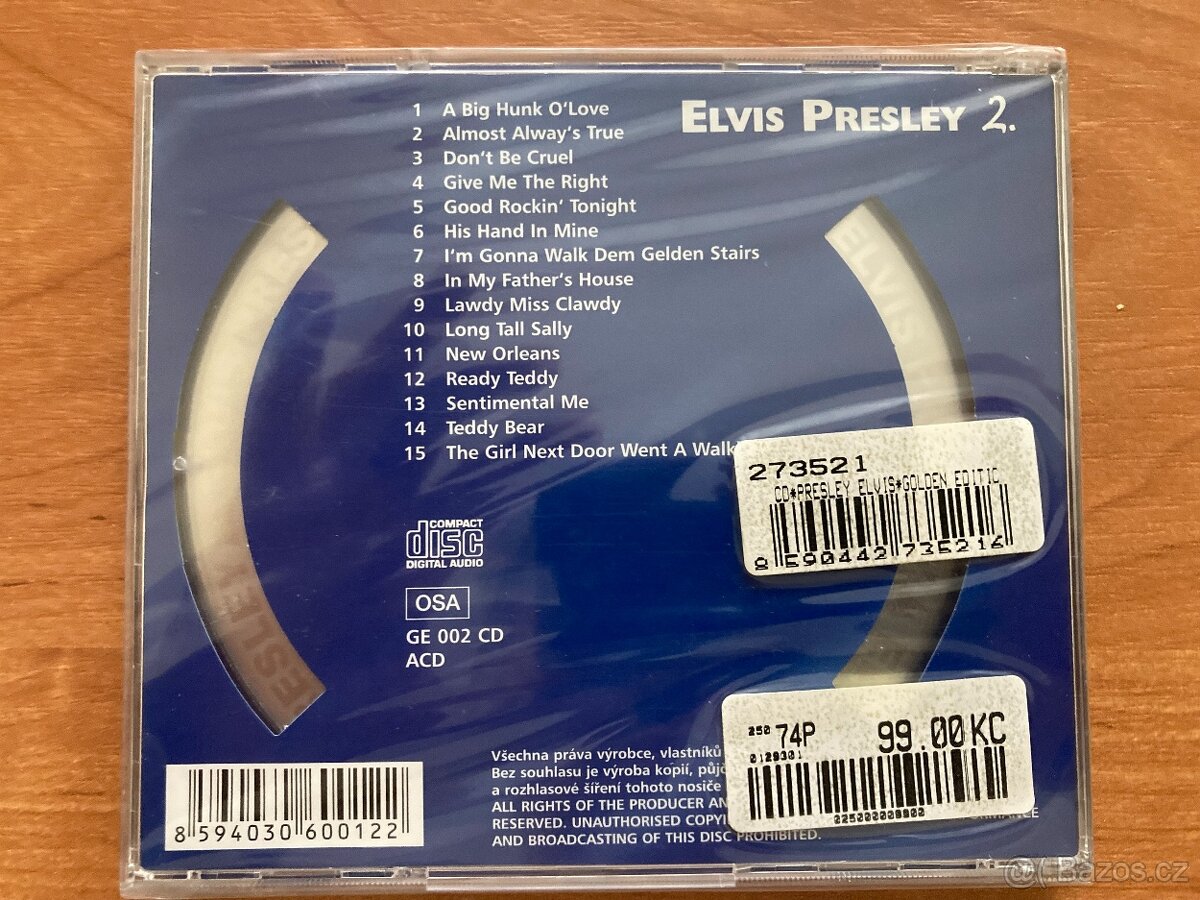 ELVIS PRESLEY 2.
1 A Big Hunk O'Love
2 Almost Alway's True
3 Don't Be Cruel
4 Give Me The Right
5 Good Rockin' Tonight
6 His Hand In Mine
7 I'm Gonna Walk Dem Gelden Stairs
8 In My Father's House
9 Lawdy Miss Clawdy
10 Long Tall Sally
11 New Orleans
12 Ready Teddy
13 Sentimental Me
14 Teddy Bear
15 The Girl Next Door Went A Walk
ELVIS
ESLEY
273521
CD*PRESLEY ELVIS*GOLDEN EDITIC
8 590442 735216
COMPACT
disc
DIGITAL AUDIO
OSA
GE 002 CD
ACD
250 74P 99.00KC
0129301
225000009900
Všechna práva výrobce, vlastníků
Bez souhlasu je výroba kopií, půjč
a rozhlasové šíření tohoto nosiče
ALL RIGHTS OF THE PRODUCER AN
RESERVED. UNAUTHORISED COPYI
AND BROADCASTING OF THIS DISC PROHIBITED.
8 594030 600122
Bazos.cz